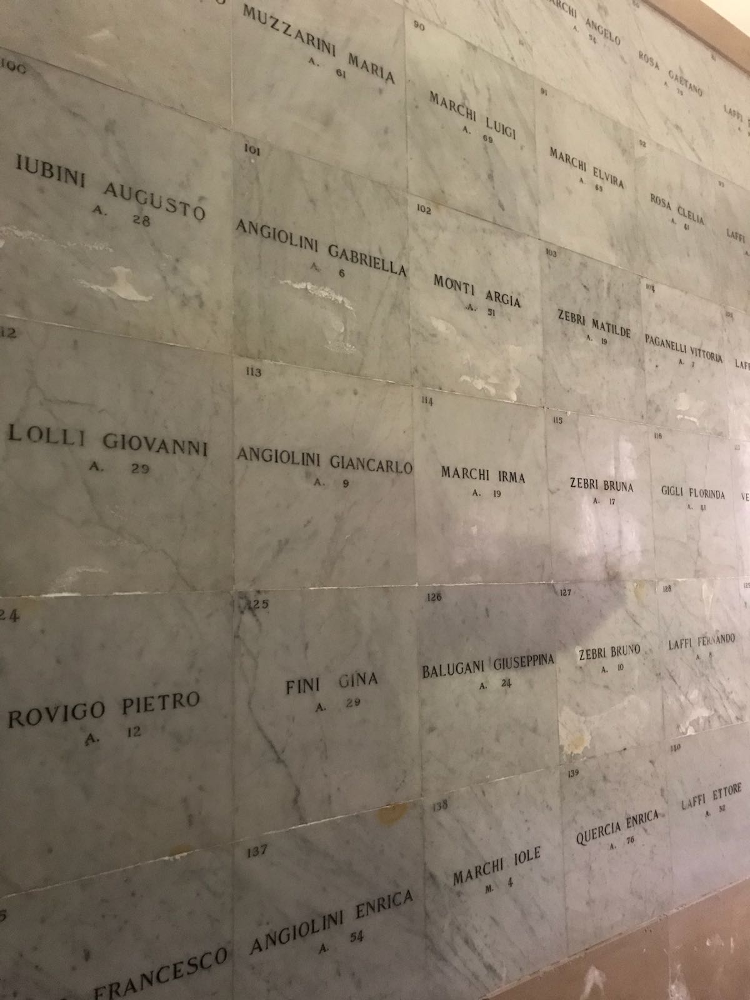 MUZZARINI MARIA
A. 61
90
MARCHI LUIGI
A. 69
ANGELO
A. 54
91
MARCHI ELVIRA
A. 65
ROSA GAETANO
A.
92
ROSA CLELIA
A. 41
LAFFI
93
LAFFI
100
IUBINI AUGUSTO
A. 28
101
ANGIOLINI GABRIELLA
A. 6
102
MONTI ARGIA
A. 51
103
ZEBRI MATILDE
A. 19
104
PAGANELLI VITTORIA
A. 7
105
12
LOLLI GIOVANNI
A. 29
113
ANGIOLINI GIANCARLO
A. 9
114
MARCHI IRMA
A. 19
115
ZEBRI BRUNA
A. 17
116
GIGLI FLORINDA
A. 41
117
VE
24
ROVIGO PIETRO
A. 12
125
FINI GINA
A. 29
126
BALUGANI GIUSEPPINA
A. 24
127
ZEBRI BRUNO
A. 10
128
LAFFI FERNANDO
A. 8
FRANCESCO
137
ANGIOLINI ENRICA
A. 54
138
MARCHI IOLE
M. 4
139
QUERCIA ENRICA
A. 76
140
LAFFI ETTORE
A. 32